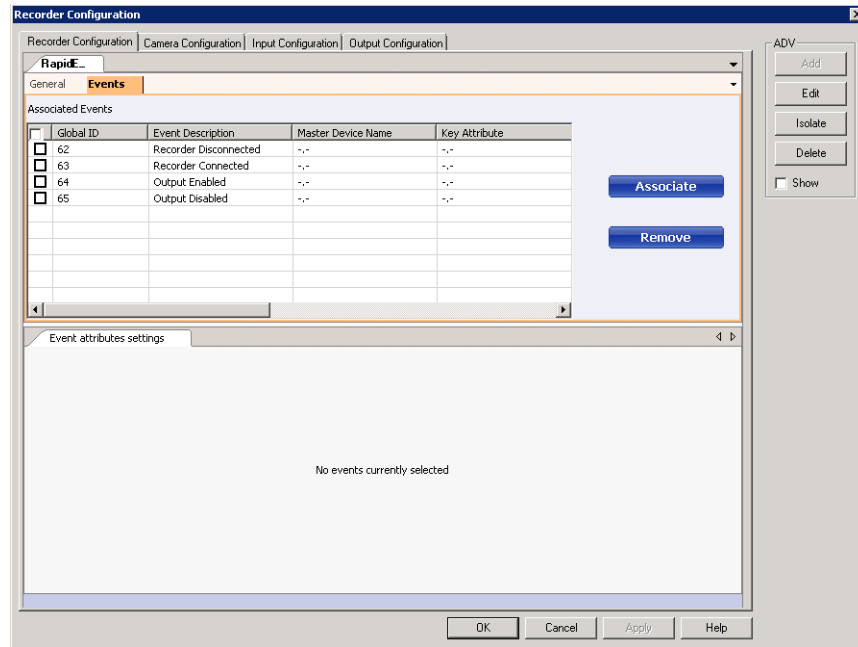 Recorder Configuration
Recorder Configuration Camera Configuration Input Configuration Output Configuration
ADV
RapidE_
Add
General Events
Edit
Associated Events
Isolate
Global ID Event Description Master Device Name Key Attribute
62 Recorder Disconnected -,- -,-
Delete
63 Recorder Connected -,- -,-
64 Output Enabled -,- -,-
Associate
Show
65 Output Disabled -,- -,-
Remove
Event attributes settings
No events currently selected
OK Cancel Apply Help